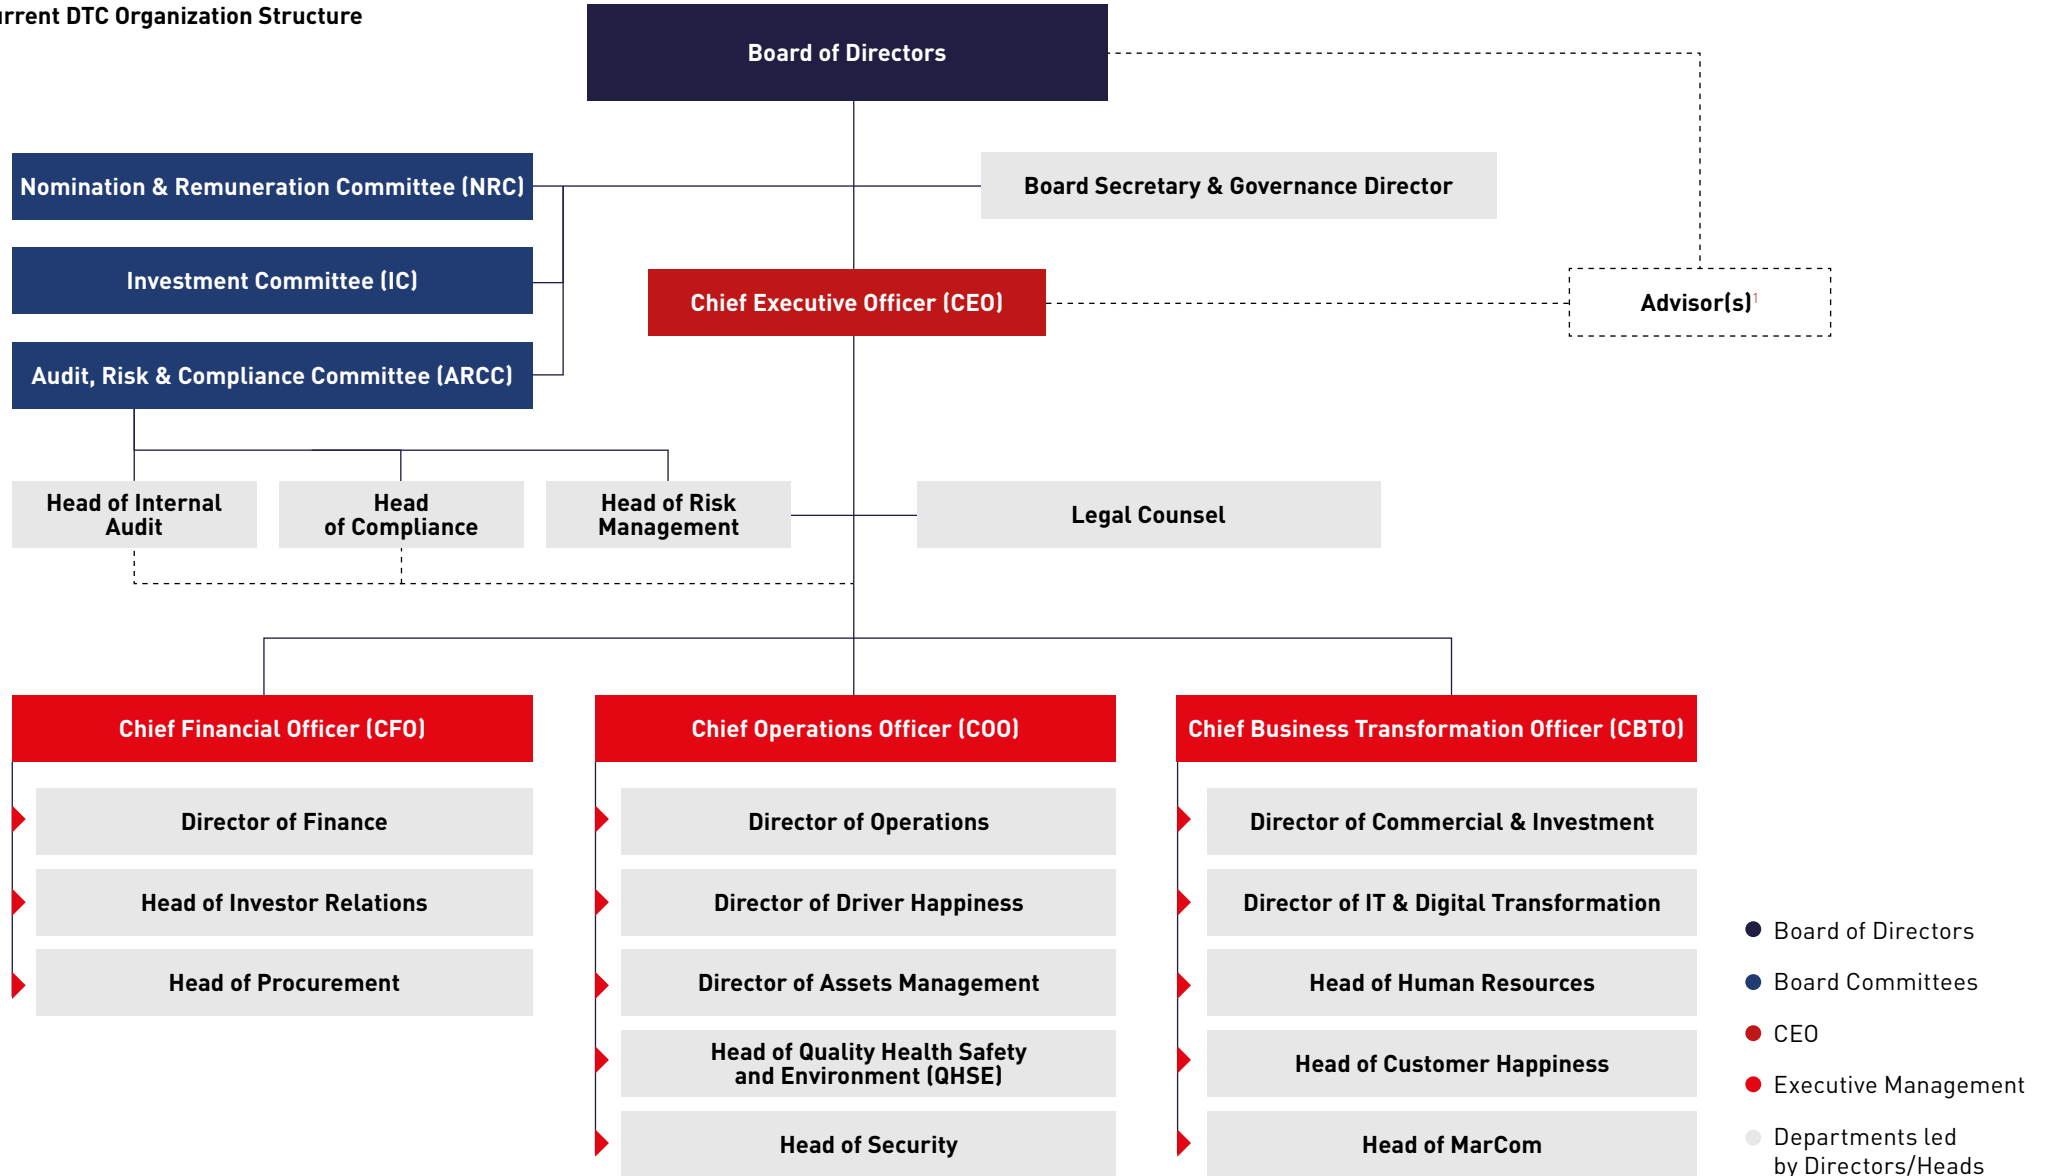 urrent DTC Organization Structure
Board of Directors
Nomination & Remuneration Committee (NRC)
Board Secretary & Governance Director
Investment Committee (IC)
Chief Executive Officer (CEO)
Advisor(s)1
Audit, Risk & Compliance Committee (ARCC)
Head of Internal
Audit
Head
of Compliance
Head of Risk
Management
Legal Counsel
Chief Financial Officer (CFO)
Director of Finance
Head of Investor Relations
Head of Procurement
Chief Operations Officer (COO)
Director of Operations
Director of Driver Happiness
Director of Assets Management
Head of Quality Health Safety
and Environment (QHSE)
Head of Security
Chief Business Transformation Officer (CBTO)
Director of Commercial & Investment
Director of IT & Digital Transformation
Head of Human Resources
Head of Customer Happiness
Head of MarCom
Board of Directors
Board Committees
CEO
Executive Management
Departments led
by Directors/Heads